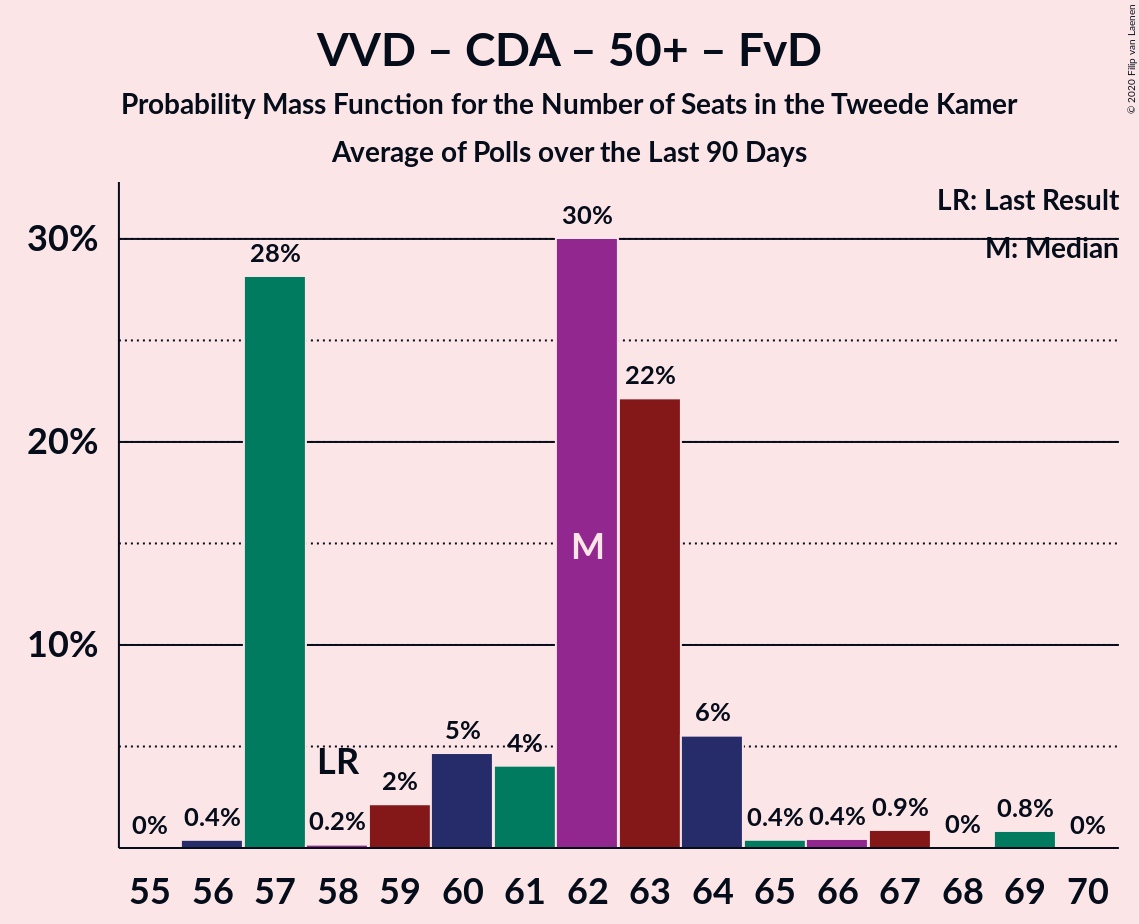 VVD – CDA – 50+ – FvD
Probability Mass Function for the Number of Seats in the Tweede Kamer
Average of Polls over the Last 90 Days
© 2020 Filip van Laenen
LR: Last Result
M: Median
30%
20%
10%
0% 0.4% 28% 0.2% 2% 5% 4% 30% 22% 6% 0.4% 0.4% 0.9% 0% 0.8% 0%
LR
M
55 56 57 58 59 60 61 62 63 64 65 66 67 68 69 70